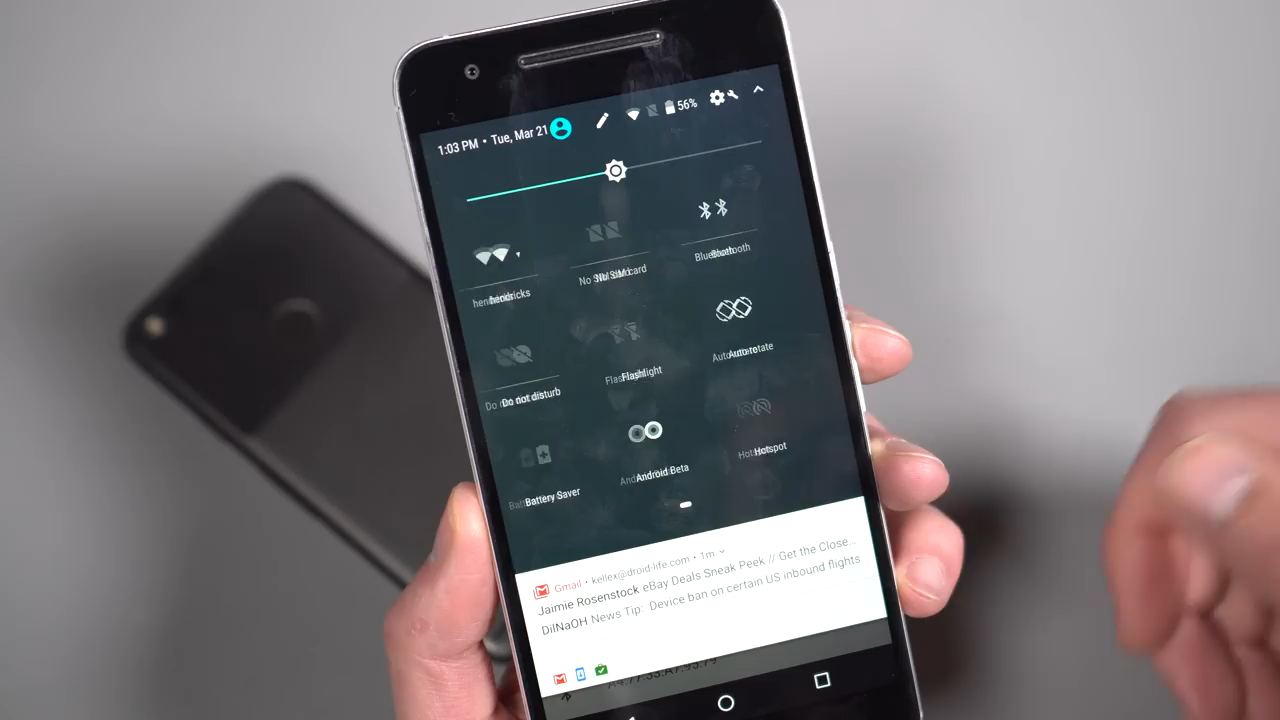 1:03 PM • Tue, Mar 21
56%
hendricks
No SIM card
Bluetooth
Do not disturb
Flashlight
Auto-rotate
Battery Saver
Android Beta
Hotspot
Gmail • kellex@droid-life.com • 1m
Jaimie Rosenstock eBay Deals Sneak Peek // Get the Close...
DilNaOH News Tip: Device ban on certain US inbound flights